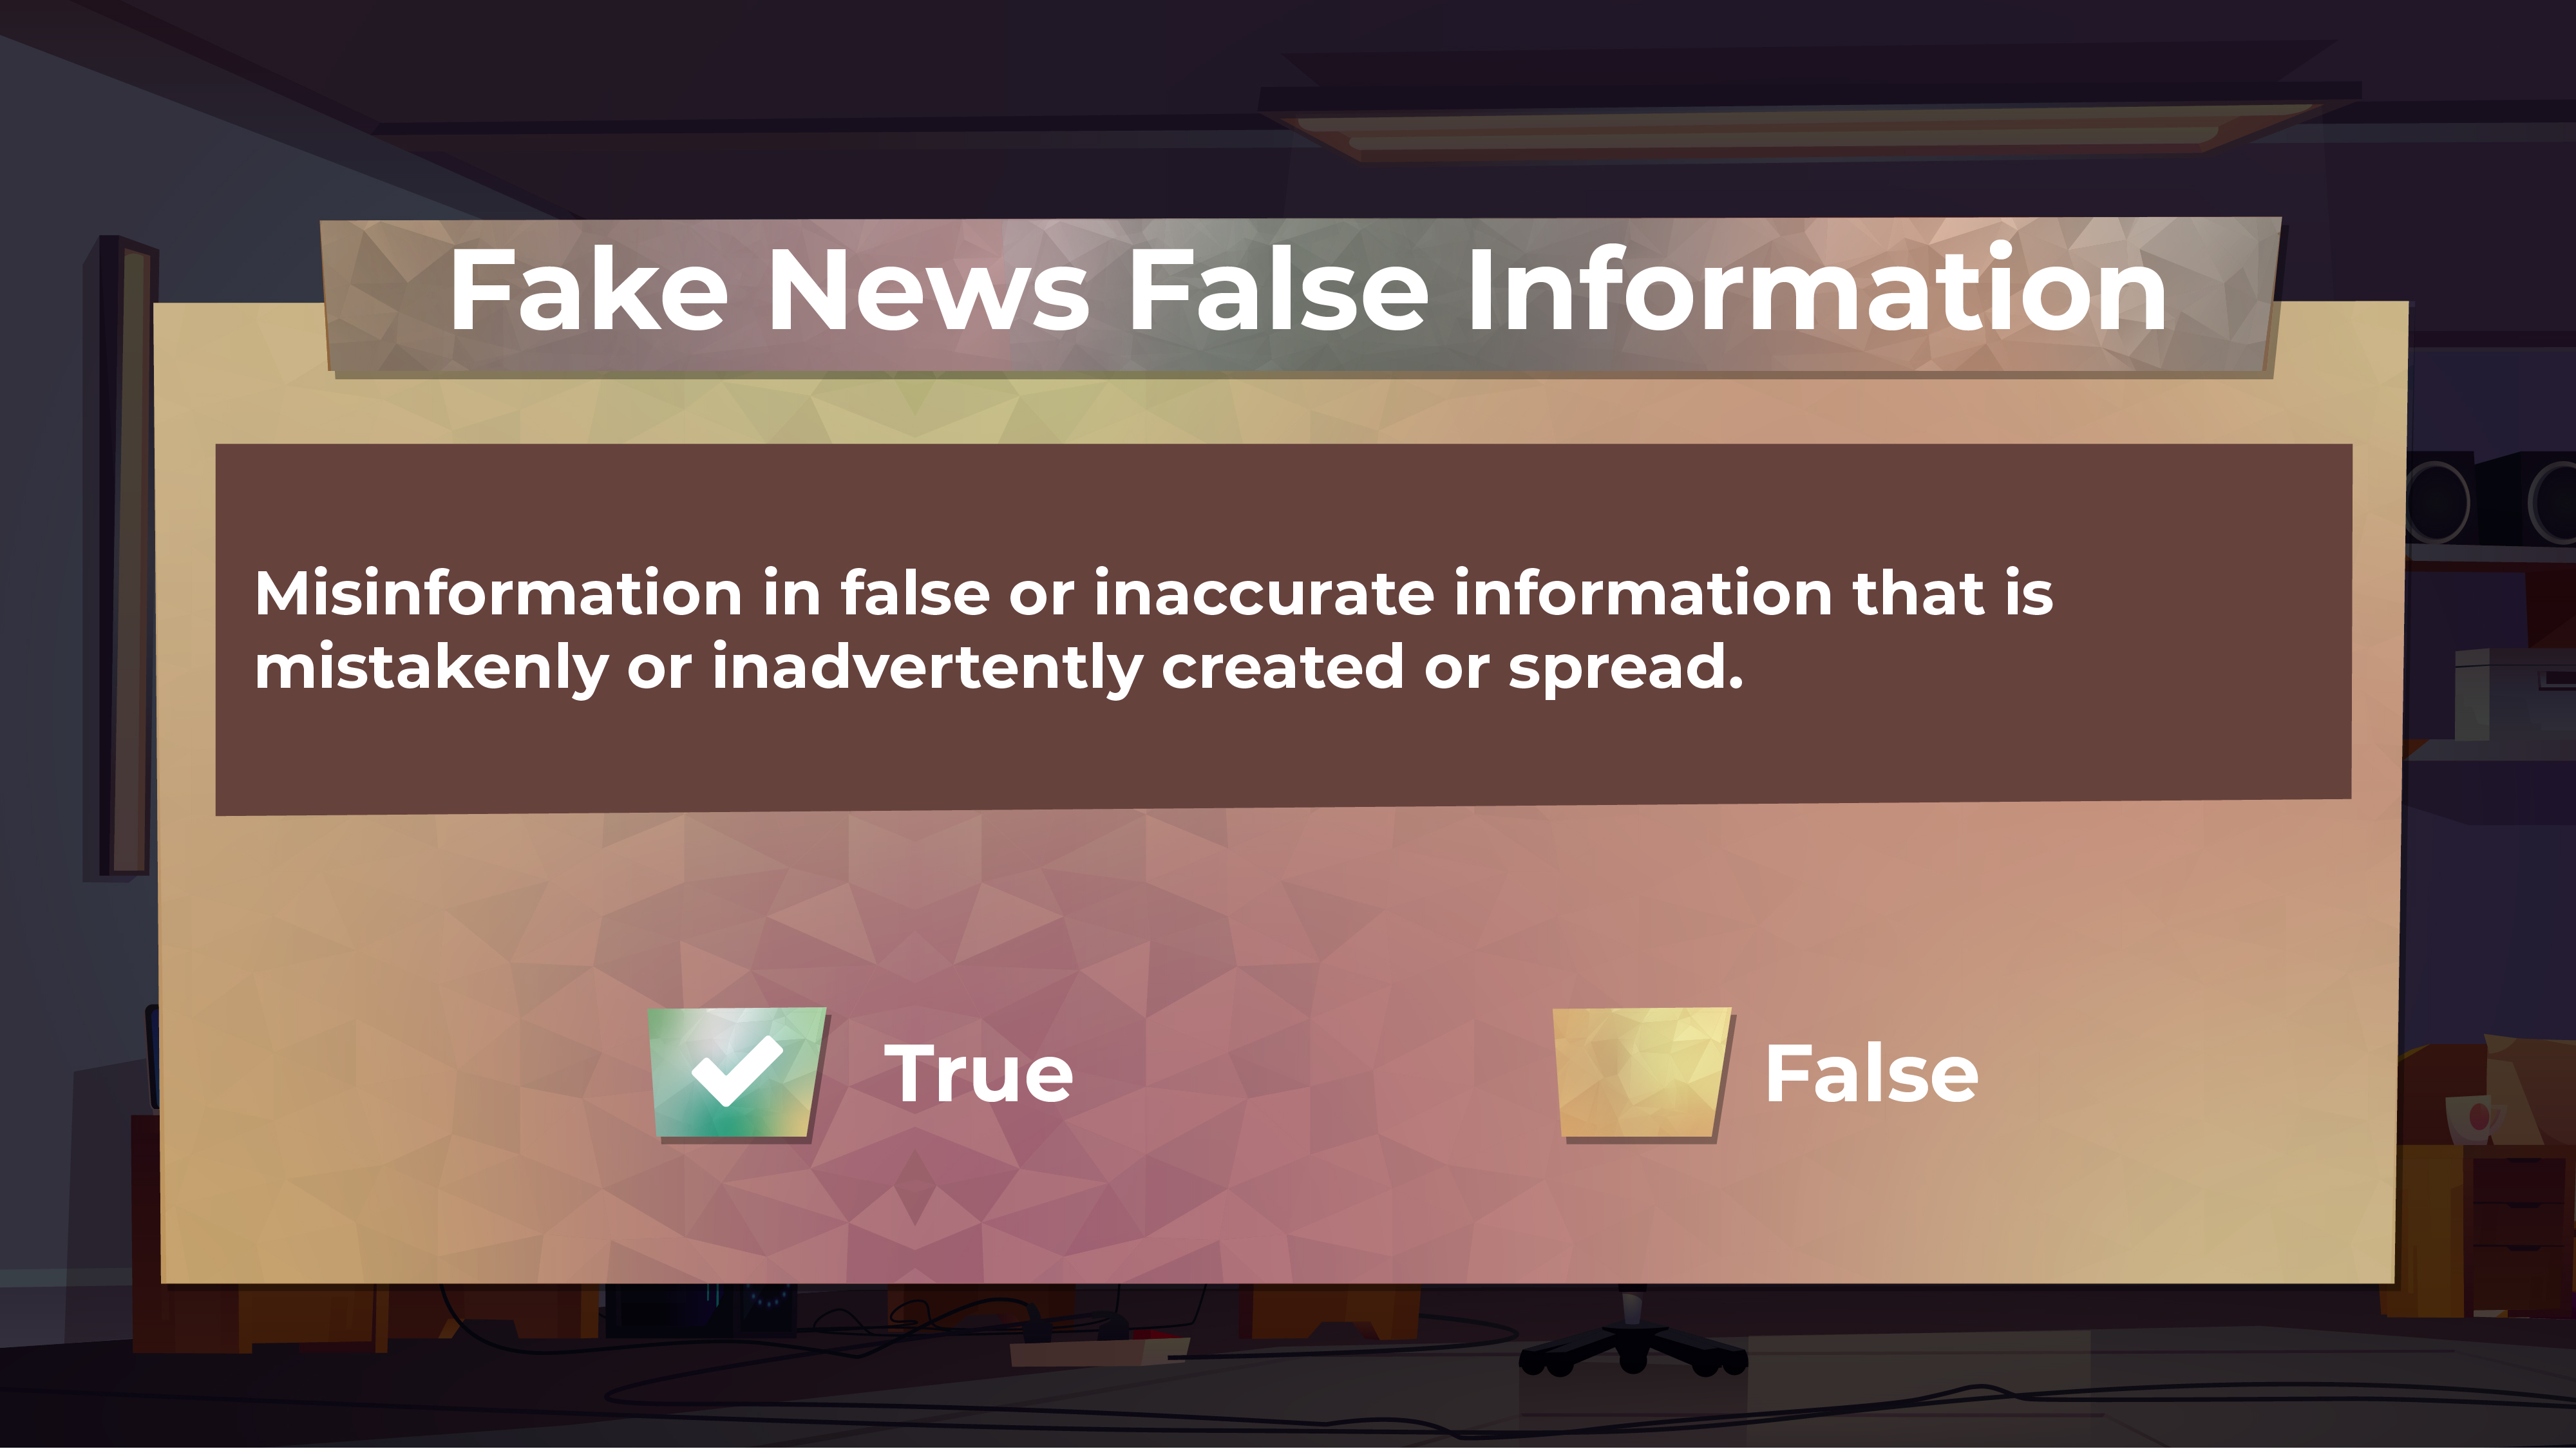 Fake News False Information
Misinformation in false or inaccurate information that is
mistakenly or inadvertently created or spread.
True
False